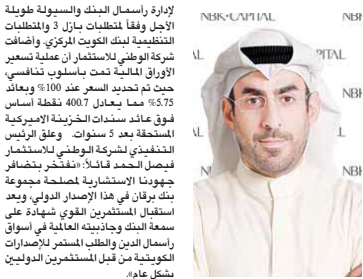 لإدارة رأسمـال البنك والسيولة طويلة
الآجل وفقاً لمتطلبات بازل 3 والمتطلبات
التنظيمية لبنك الكويت المركزي. وأضافت
شركة الوطني للاستثمار أن عملية تسعير
الأوراق المالية تمت بأسلوب تنافسي،
حيث تم تحديد السعر عند 100% وبعائد
5.75% مما يعادل 400.7 نقطة أساس
فوق عائد سندات الخزينة الاميركية
المستحقة بعد 5 سنوات. وعلق الرئيس
التنفيذي لشركة الوطني للاستثمار
فيصل الحمد قائلاً: «نفتخر بتضافر
جهودنا الاستشارية لمصلحة مجموعة
بنك برقان في هذا الإصدار الدولي، ويعد
استقبال المستثمرين القوي شهادة على
سمعة البنك وجاذبيته العالمية في أسواق
رأسمال الدين والطلب المستمر للإصدارات
الكويتية من قبل المستثمرين الدوليين
بشكل عام».
NBK-CAPITAL
NBK